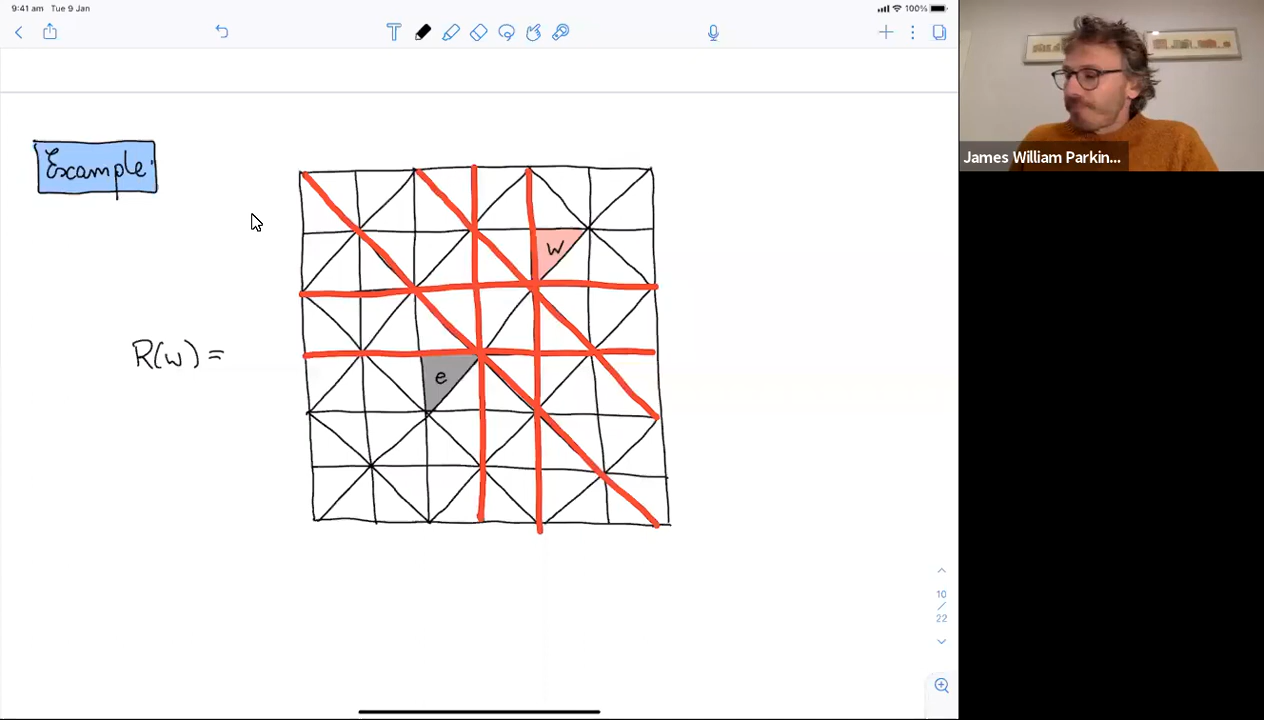 9:41 am Tue 9 Jan
100%
T
Example:
W
R(w) =
e
James William Parkin...
10
/
22